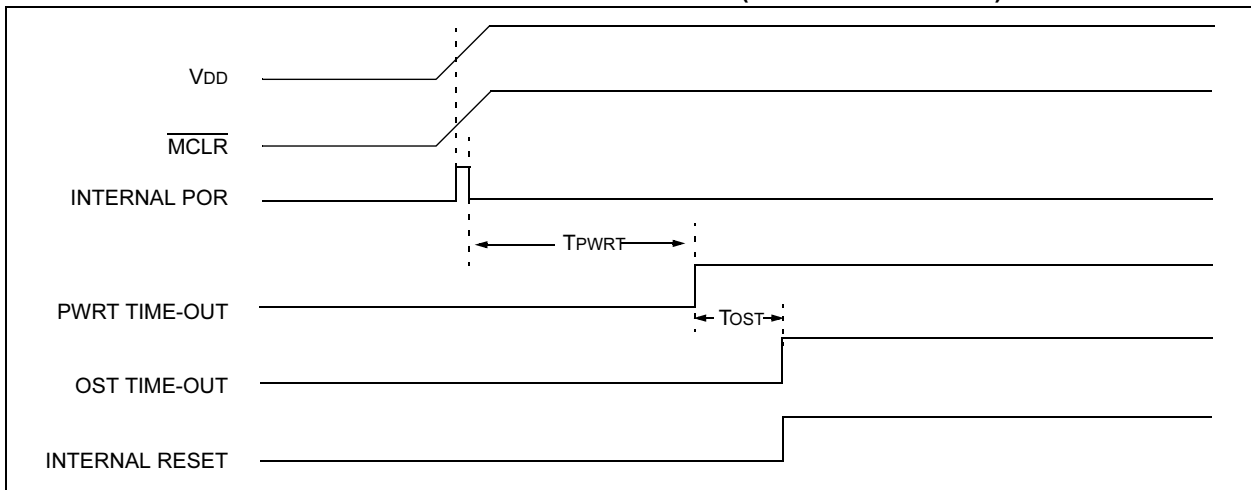 VDD
MCLR
INTERNAL POR
TPWRT
PWRT TIME-OUT
TOST
OST TIME-OUT
INTERNAL RESET